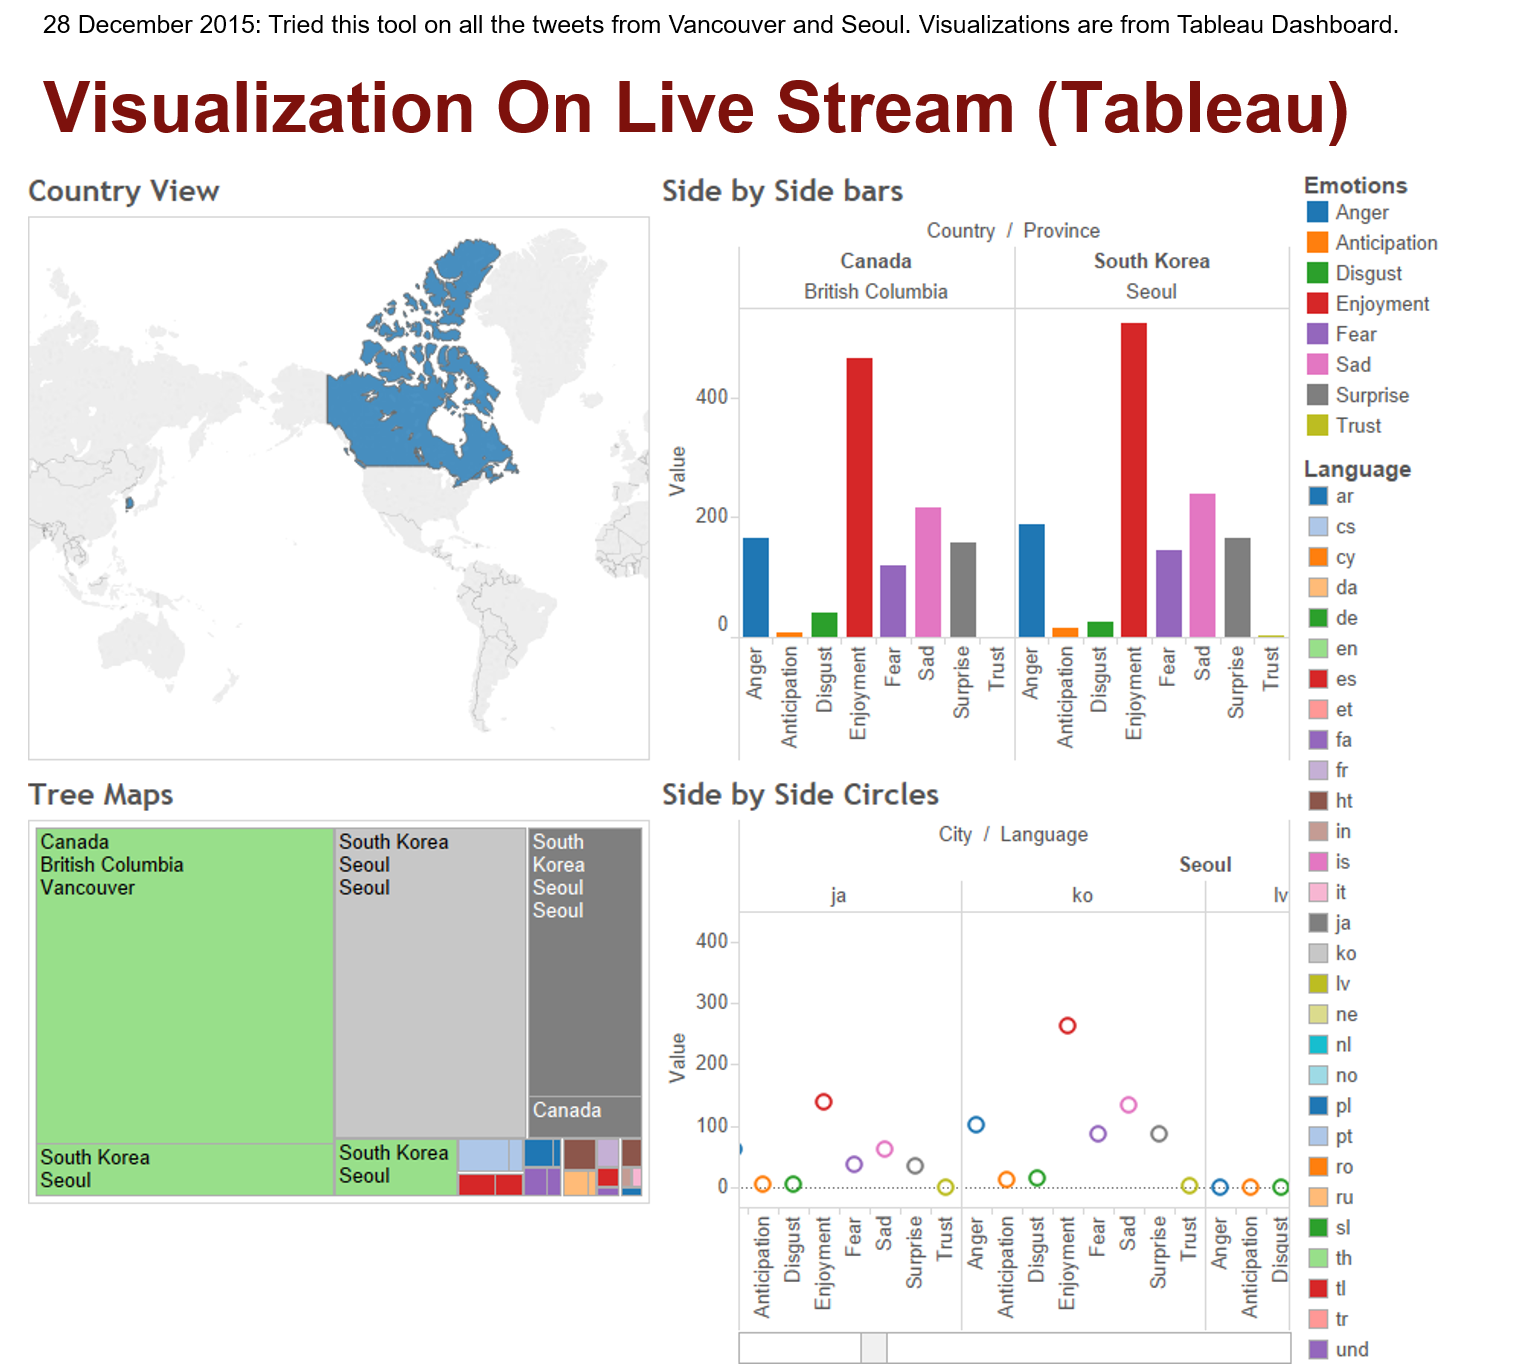 28 December 2015: Tried this tool on all the tweets from Vancouver and Seoul. Visualizations are from Tableau Dashboard.
Visualization On Live Stream (Tableau)
Country View
Side by Side bars
Country / Province
Canada
South Korea
British Columbia
Seoul
Value
400
200
0
Anger
Anticipation
Disgust
Enjoyment
Fear
Sad
Surprise
Trust
Anger
Anticipation
Disgust
Enjoyment
Fear
Sad
Surprise
Trust
Emotions
Anger
Anticipation
Disgust
Enjoyment
Fear
Sad
Surprise
Trust
Language
ar
cs
cy
da
de
en
es
et
fa
fr
ht
in
is
it
ja
ko
lv
ne
nl
no
pl
pt
ro
ru
sl
th
tl
tr
und
Tree Maps
Canada
British Columbia
Vancouver
South Korea
Seoul
Seoul
South
Korea
Seoul
Seoul
Canada
South Korea
Seoul
South Korea
Seoul
Side by Side Circles
City / Language
Seoul
ja
ko
lv
Value
400
300
200
100
0
Anticipation
Disgust
Enjoyment
Fear
Sad
Surprise
Trust
Anger
Anticipation
Disgust
Enjoyment
Fear
Sad
Surprise
Trust
Anger
Anticipation
Disgust